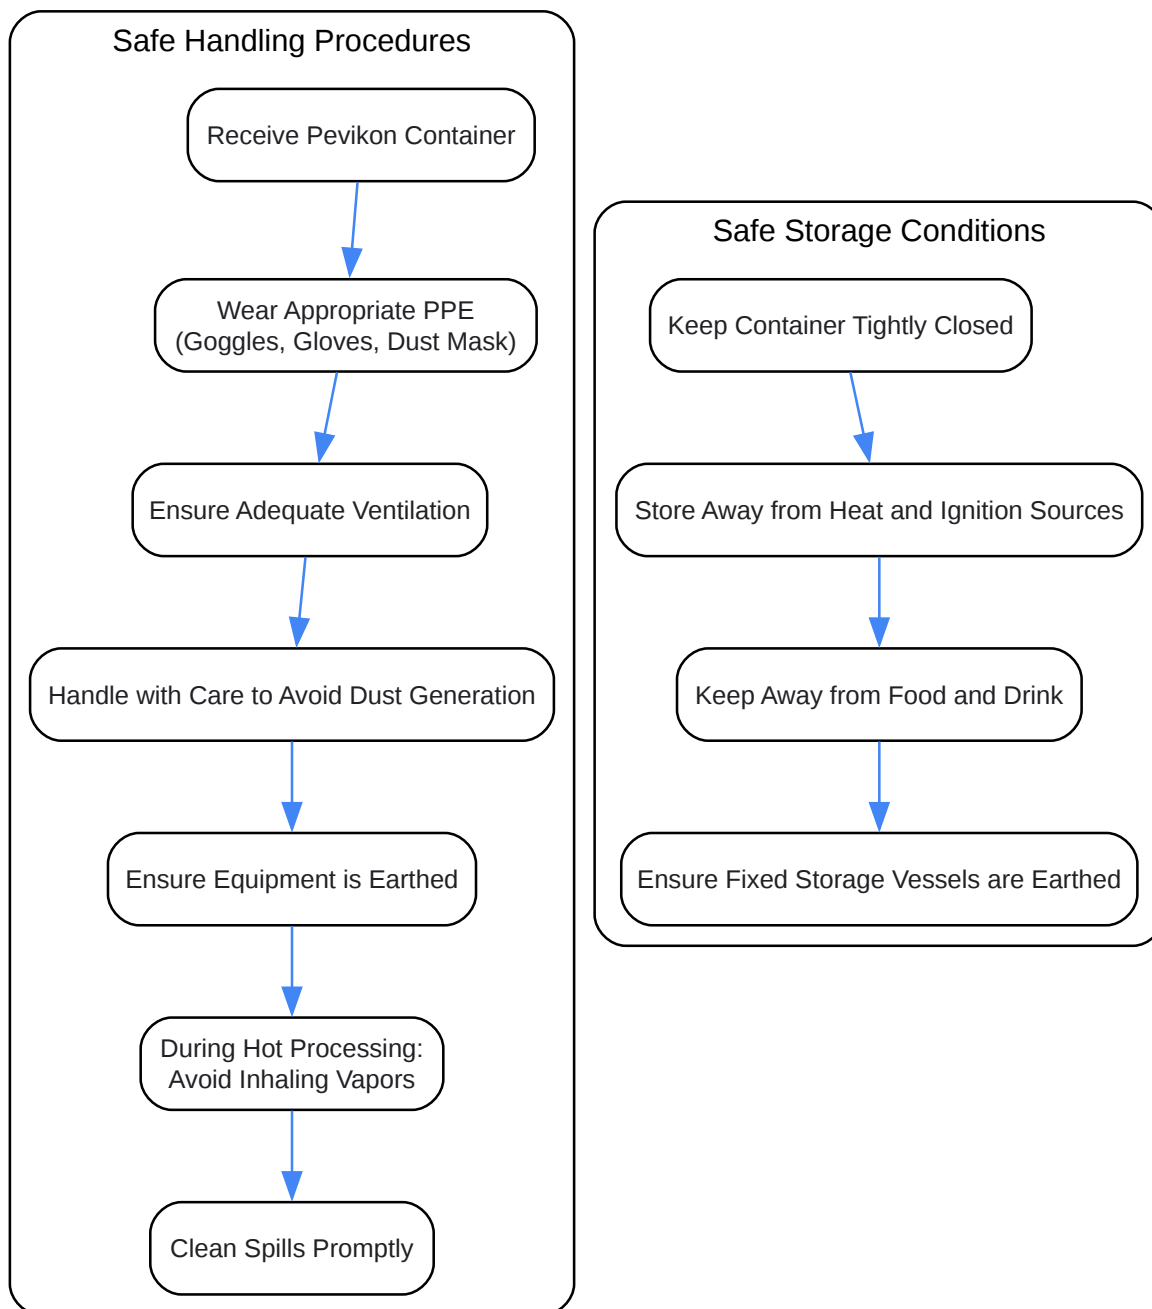 Safe Handling Procedures
Receive Pevikon Container
Wear Appropriate PPE
(Goggles, Gloves, Dust Mask)
Ensure Adequate Ventilation
Handle with Care to Avoid Dust Generation
Ensure Equipment is Earthed
During Hot Processing:
Avoid Inhaling Vapors
Clean Spills Promptly
Safe Storage Conditions
Keep Container Tightly Closed
Store Away from Heat and Ignition Sources
Keep Away from Food and Drink
Ensure Fixed Storage Vessels are Earthed